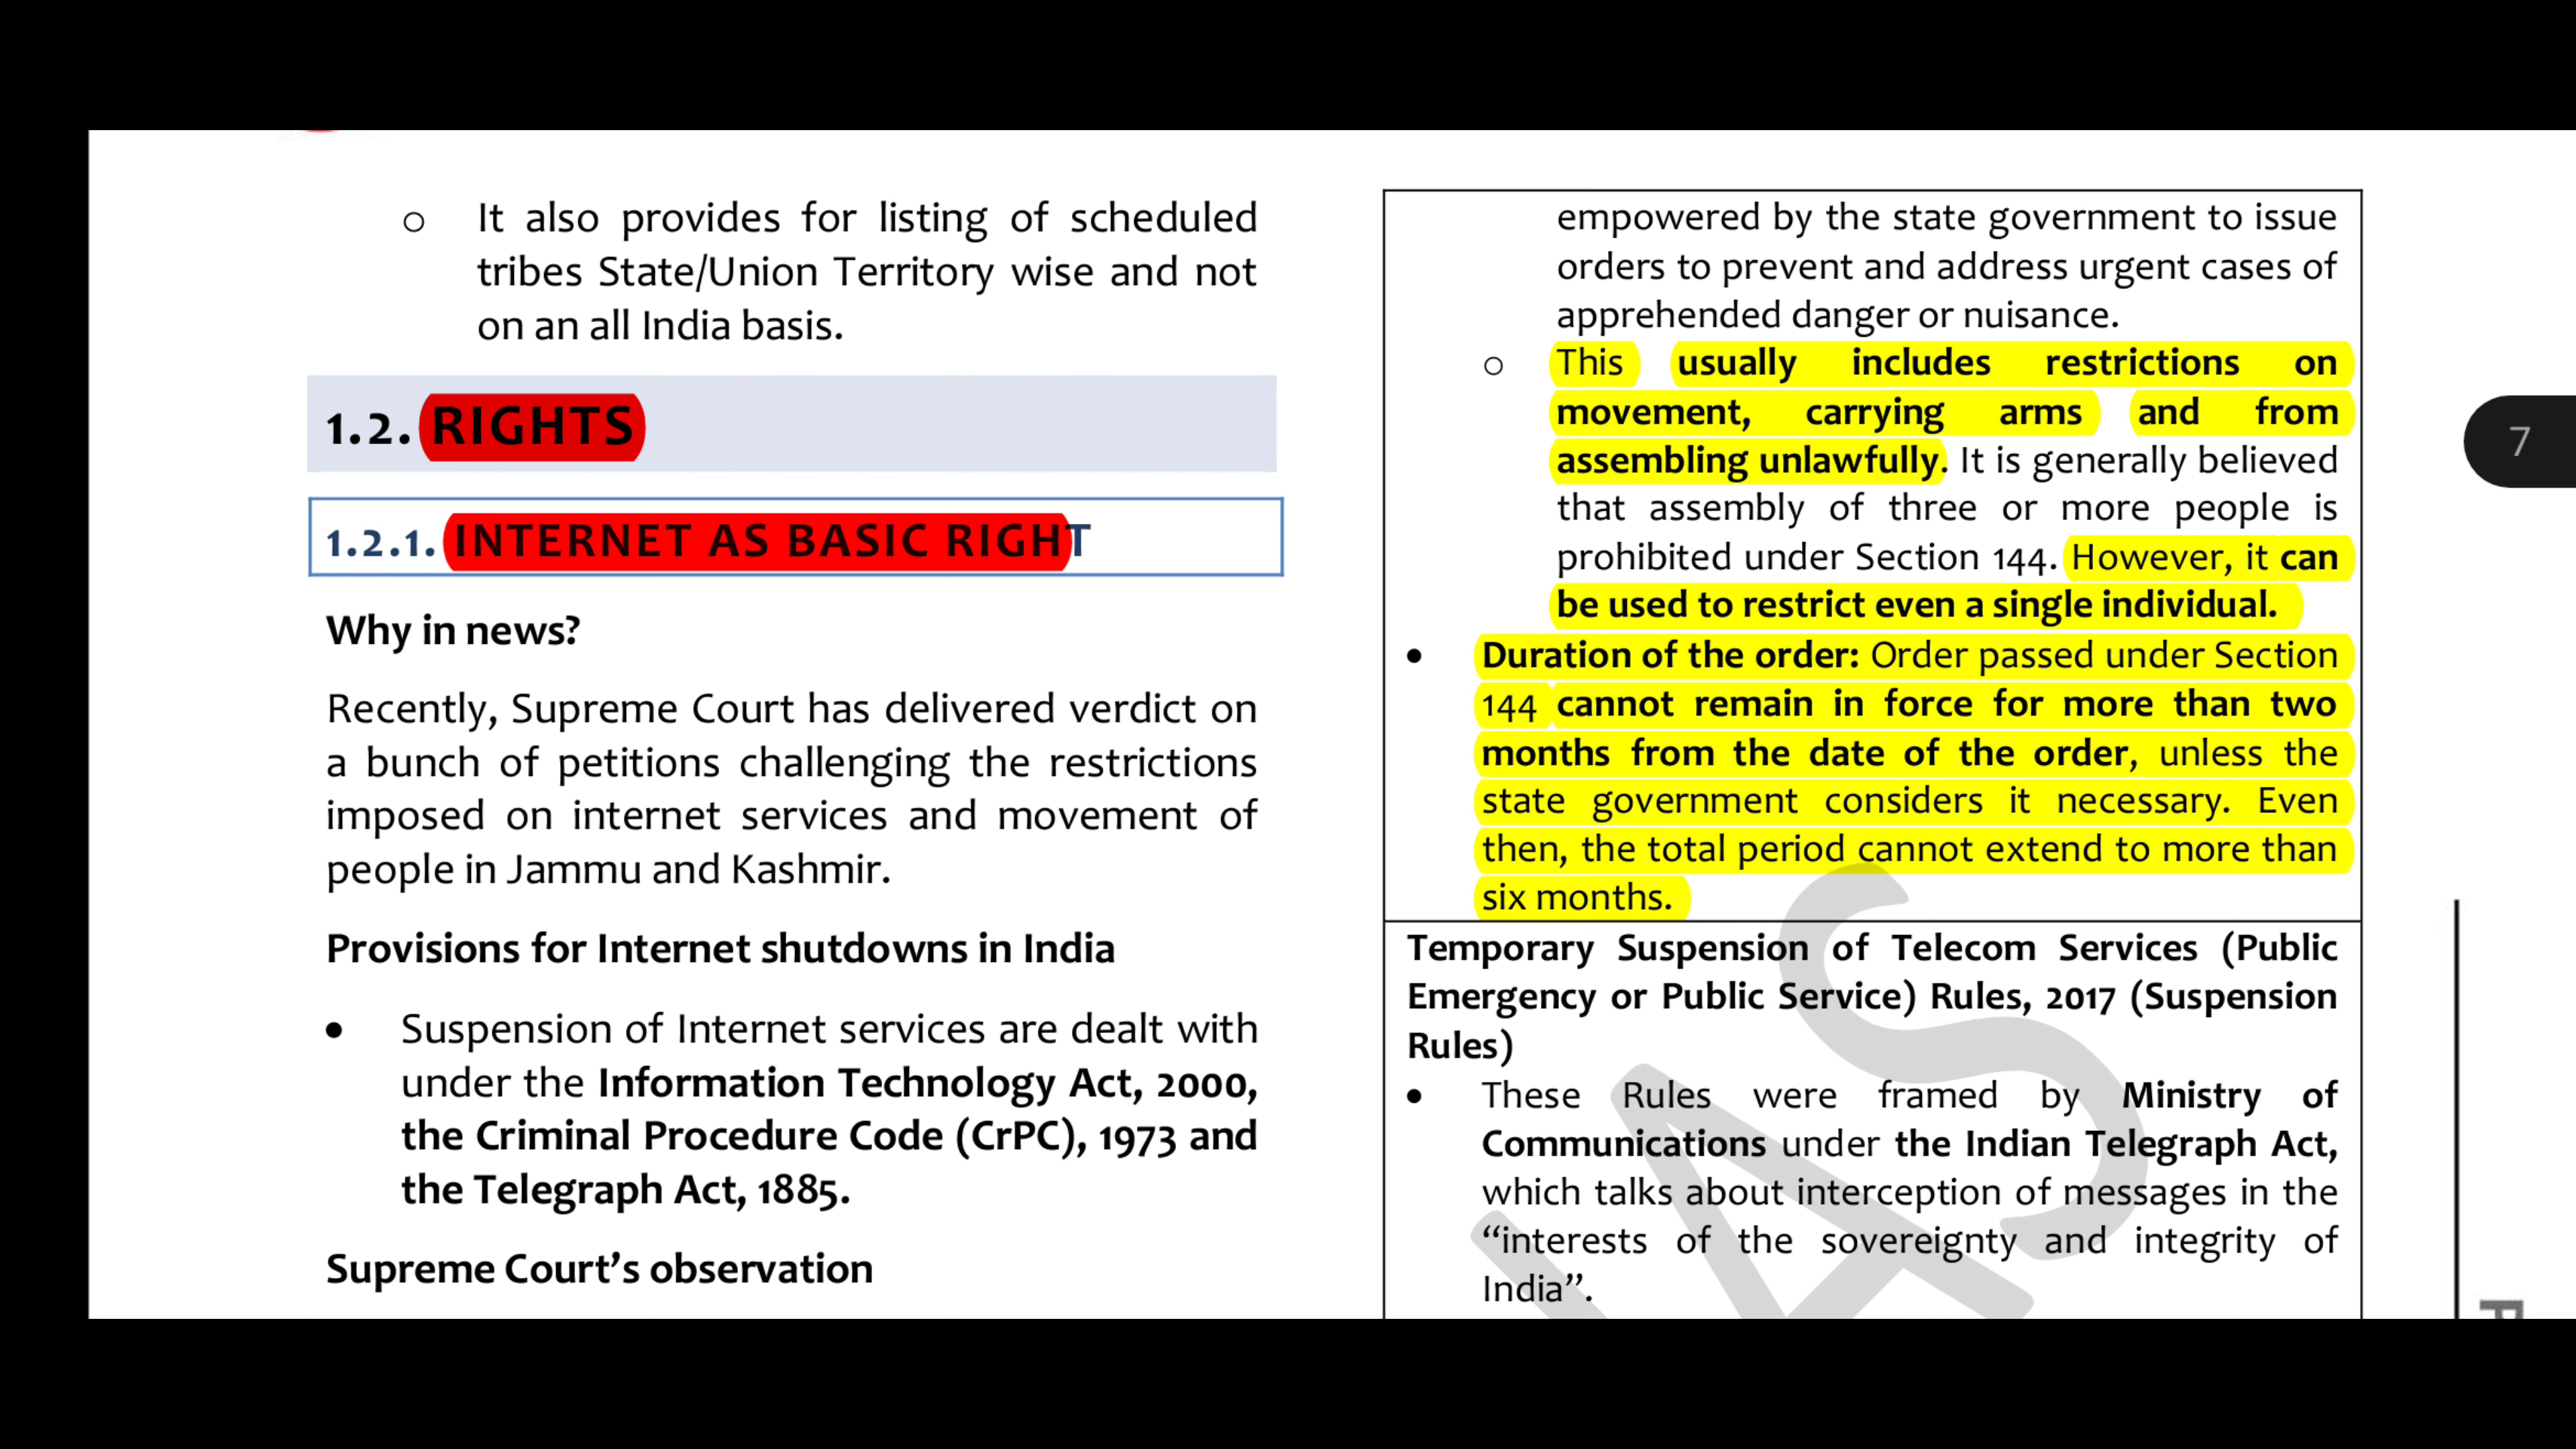 o It also provides for listing of scheduled
tribes State/Union Territory wise and not
on an all India basis.
1.2. RIGHTS
1.2.1. INTERNET AS BASIC RIGHT
Why in news?
Recently, Supreme Court has delivered verdict on
a bunch of petitions challenging the restrictions
imposed on internet services and movement of
people in Jammu and Kashmir.
Provisions for Internet shutdowns in India
• Suspension of Internet services are dealt with
under the Information Technology Act, 2000,
the Criminal Procedure Code (CrPC), 1973 and
the Telegraph Act, 1885.
Supreme Court’s observation
empowered by the state government to issue
orders to prevent and address urgent cases of
apprehended danger or nuisance.
o This usually includes restrictions on
movement, carrying arms and from
assembling unlawfully. It is generally believed
that assembly of three or more people is
prohibited under Section 144. However, it can
be used to restrict even a single individual.
• Duration of the order: Order passed under Section
144 cannot remain in force for more than two
months from the date of the order, unless the
state government considers it necessary. Even
then, the total period cannot extend to more than
six months.
Temporary Suspension of Telecom Services (Public
Emergency or Public Service) Rules, 2017 (Suspension
Rules)
• These Rules were framed by Ministry of
Communications under the Indian Telegraph Act,
which talks about interception of messages in the
“interests of the sovereignty and integrity of
India”.
7
IAS